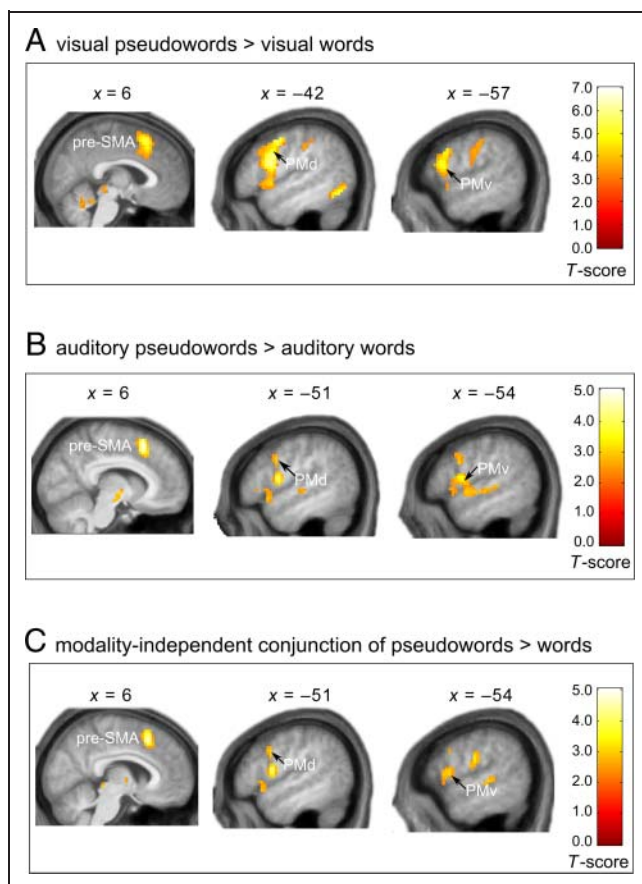 A visual pseudowords > visual words
x = 6 x = −42 x = −57
pre-SMA PMd PMv
7.0
6.0
5.0
4.0
3.0
2.0
1.0
0.0
T-score
B auditory pseudowords > auditory words
x = 6 x = −51 x = −54
pre-SMA PMd PMv
5.0
4.0
3.0
2.0
1.0
0.0
T-score
C modality-independent conjunction of pseudowords > words
x = 6 x = −51 x = −54
pre-SMA PMd PMv
5.0
4.0
3.0
2.0
1.0
0.0
T-score